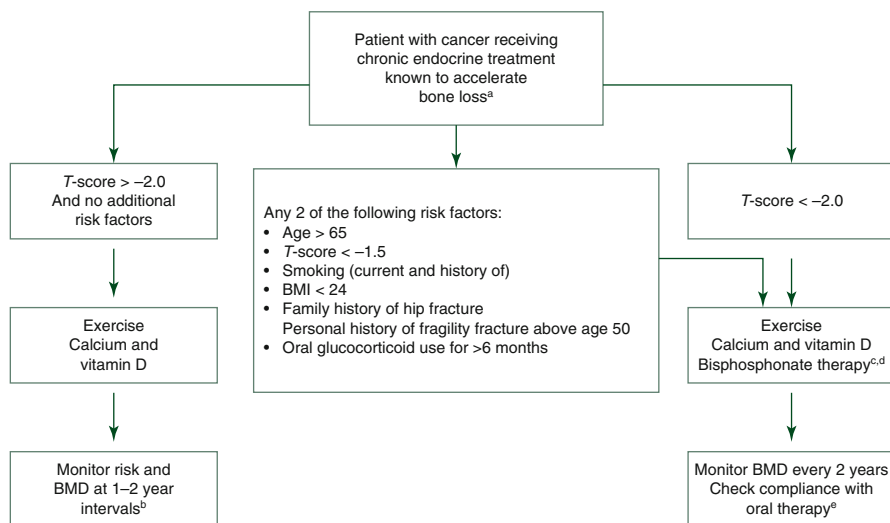 Patient with cancer receiving
chronic endocrine treatment
known to accelerate
bone lossᵃ
T-score > –2.0
And no additional
risk factors
Any 2 of the following risk factors:
• Age > 65
• T-score < –1.5
• Smoking (current and history of)
• BMI < 24
• Family history of hip fracture
Personal history of fragility fracture above age 50
• Oral glucocorticoid use for >6 months
T-score < –2.0
Exercise
Calcium and
vitamin D
Exercise
Calcium and vitamin D
Bisphosphonate therapyᶜ,ᵈ
Monitor risk and
BMD at 1–2 year
intervalsᵇ
Monitor BMD every 2 years
Check compliance with
oral therapyᵉ